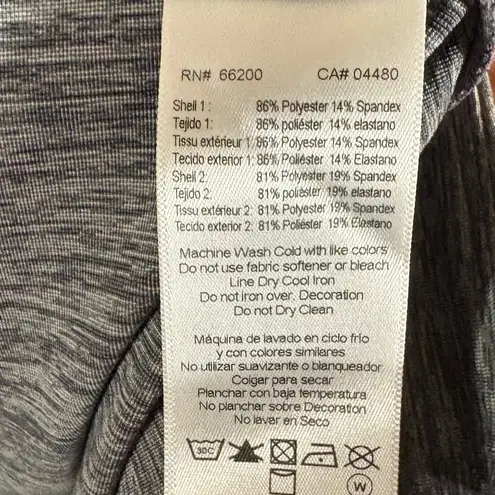 RN# 66200 CA# 04480
Shell 1: 86% Polyester 14% Spandex
Tejido 1: 86% poliéster 14% elastano
Tissu extérieur 1: 86% Polyester 14% Spandex
Tecido exterior 1: 86% Poliéster 14% Elastano
Shell 2: 81% Polyester 19% Spandex
Tejido 2: 81% poliéster 19% elastano
Tissu extérieur 2: 81% Polyester 19% Spandex
Tecido exterior 2: 81% Poliéster 19% Elastano
Machine Wash Cold with like colors
Do not use fabric softener or bleach
Line Dry Cool Iron
Do not iron over. Decoration
Do not Dry Clean
Máquina de lavado en ciclo frío
y con colores similares
No utilizar suavizante o blanqueador
Colgar para secar
Planchar con baja temperatura
No planchar sobre Decoration
No lavar en Seco
30C
W